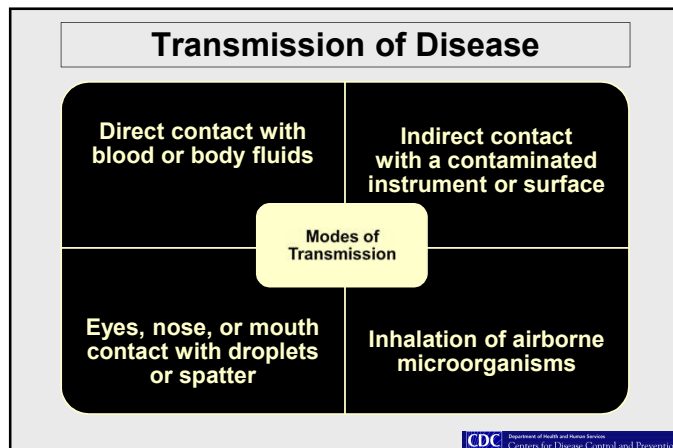 Transmission of Disease
Direct contact with
blood or body fluids
Indirect contact
with a contaminated
instrument or surface
Modes of
Transmission
Eyes, nose, or mouth
contact with droplets
or spatter
Inhalation of airborne
microorganisms
CDC
Department of Health and Human Services
Centers for Disease Control and Preventio